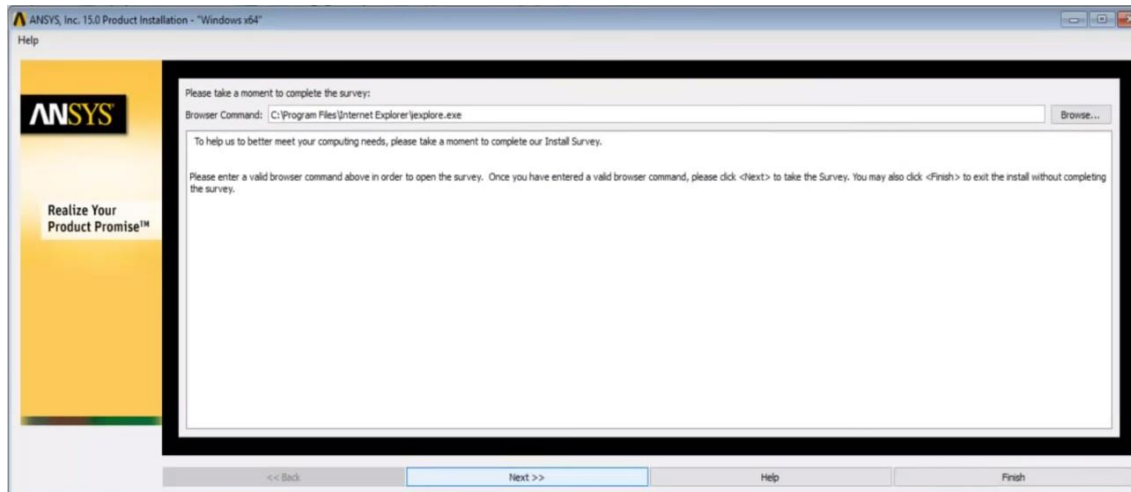 ANSYS, Inc. 15.0 Product Installation - "Windows x64"
Help
ANSYS
Realize Your
Product Promise™
Please take a moment to complete the survey:
Browser Command: C:\Program Files\Internet Explorer\iexplore.exe Browse...
To help us to better meet your computing needs, please take a moment to complete our Install Survey.
Please enter a valid browser command above in order to open the survey. Once you have entered a valid browser command, please click <Next> to take the Survey. You may also click <Finish> to exit the install without completing
the survey.
<< Back Next >> Help Finish